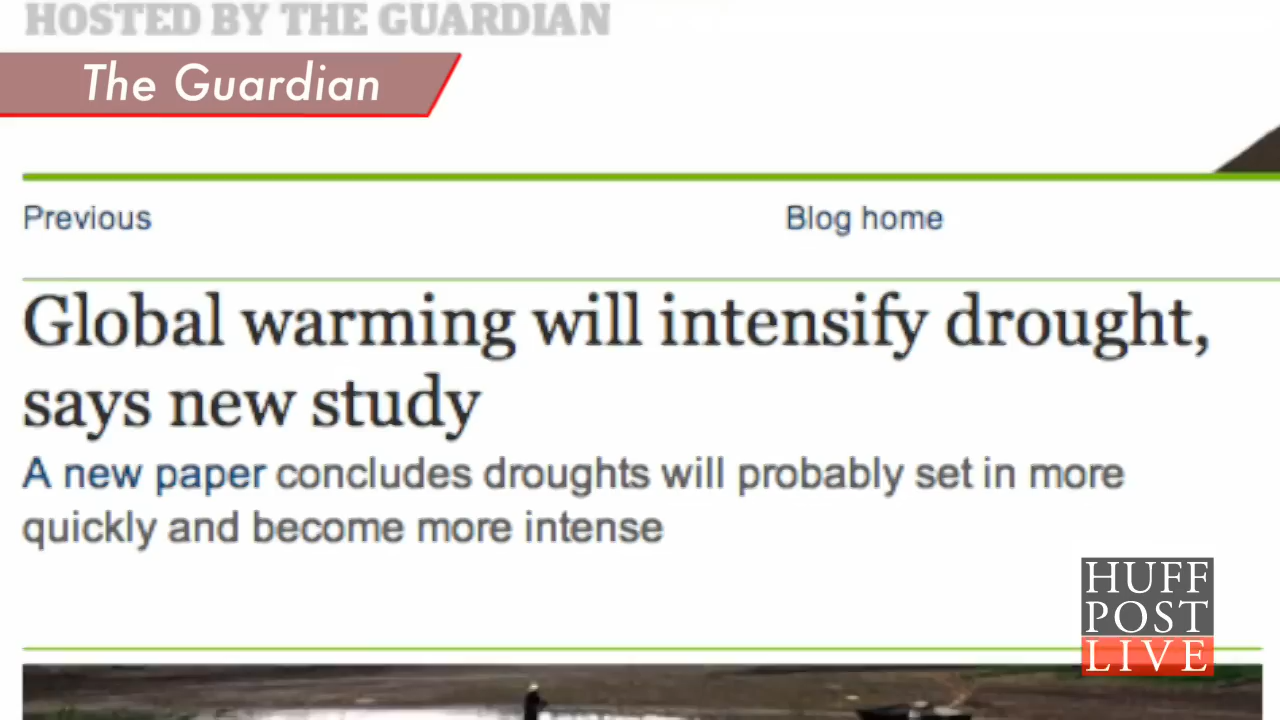 HOSTED BY THE GUARDIAN
The Guardian
Previous
Blog home
Global warming will intensify drought,
says new study
A new paper concludes droughts will probably set in more
quickly and become more intense
HUFF
POST
LIVE